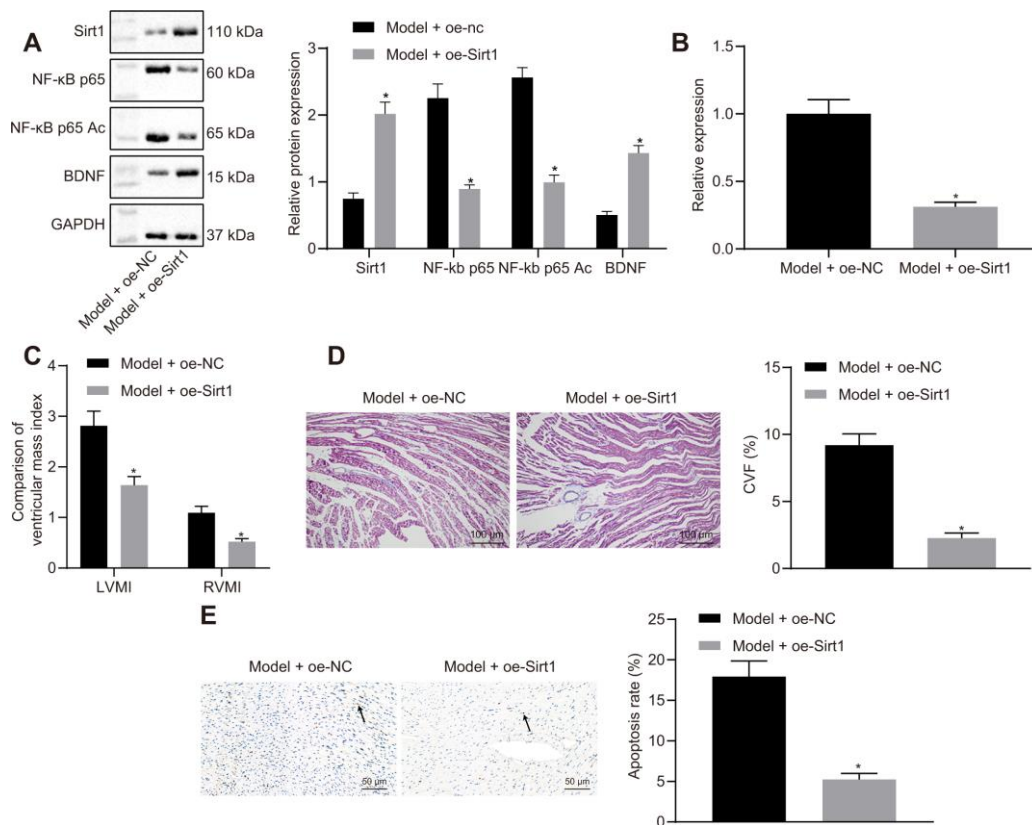 A
Sirt1
110 kDa
NF-κB p65
60 kDa
NF-κB p65 Ac
65 kDa
BDNF
15 kDa
GAPDH
37 kDa
Model + oe-NC
Model + oe-Sirt1
Model + oe-nc
Model + oe-Sirt1
Relative protein expression
3
2
1
0
*
*
*
*
Sirt1
NF-kb p65
NF-kb p65 Ac
BDNF
B
Relative expression
1.5
1.0
0.5
0.0
*
Model + oe-NC
Model + oe-Sirt1
C
Model + oe-NC
Model + oe-Sirt1
Comparison of
ventricular mass index
4
3
2
1
0
*
*
LVMI
RVMI
D
Model + oe-NC
Model + oe-Sirt1
100 μm
100 μm
Model + oe-NC
Model + oe-Sirt1
CVF (%)
15
10
5
0
*
E
Model + oe-NC
Model + oe-Sirt1
50 μm
50 μm
Model + oe-NC
Model + oe-Sirt1
Apoptosis rate (%)
25
20
15
10
5
0
*